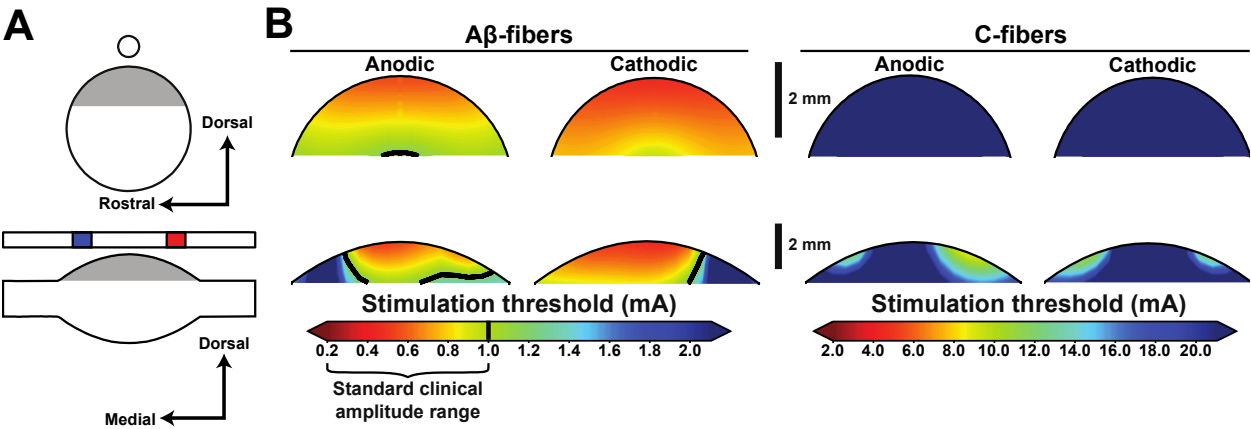 A
Dorsal
Rostral
Dorsal
Medial
B
Aβ-fibers
C-fibers
Anodic
Cathodic
Anodic
Cathodic
2 mm
2 mm
Stimulation threshold (mA)
0.2 0.4 0.6 0.8 1.0 1.2 1.4 1.6 1.8 2.0
Standard clinical
amplitude range
Stimulation threshold (mA)
2.0 4.0 6.0 8.0 10.0 12.0 14.0 16.0 18.0 20.0